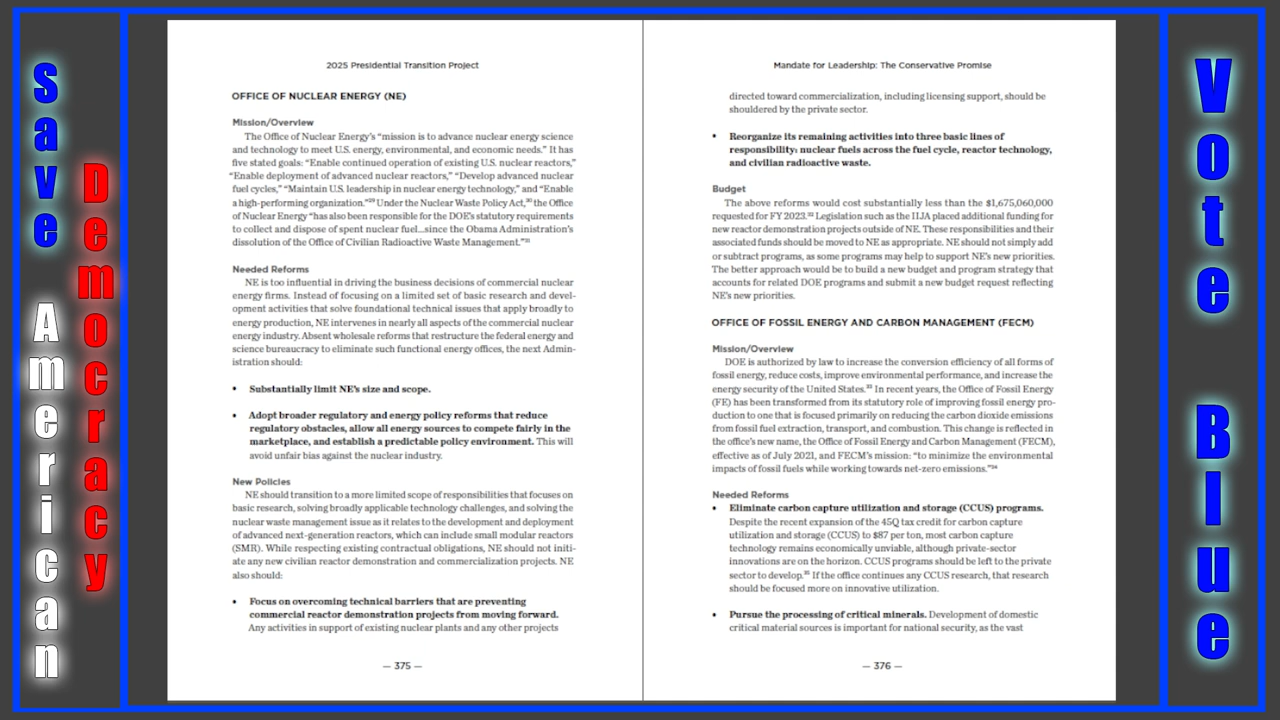 Save American
Democracy
2025 Presidential Transition Project
OFFICE OF NUCLEAR ENERGY (NE)
Mission/Overview
The Office of Nuclear Energy's "mission is to advance nuclear energy science
and technology to meet U.S. energy, environmental, and economic needs." It has
five stated goals: "Enable continued operation of existing U.S. nuclear reactors,"
"Enable deployment of advanced nuclear reactors," "Develop advanced nuclear
fuel cycles," "Maintain U.S. leadership in nuclear energy technology," and "Enable
a high-performing organization."²⁹ Under the Nuclear Waste Policy Act,³⁰ the Office
of Nuclear Energy "has also been responsible for the DOE's statutory requirements
to collect and dispose of spent nuclear fuel...since the Obama Administration's
dissolution of the Office of Civilian Radioactive Waste Management."³¹
Needed Reforms
NE is too influential in driving the business decisions of commercial nuclear
energy firms. Instead of focusing on a limited set of basic research and devel-
opment activities that solve foundational technical issues that apply broadly to
energy production, NE intervenes in nearly all aspects of the commercial nuclear
energy industry. Absent wholesale reforms that restructure the federal energy and
science bureaucracy to eliminate such functional energy offices, the next Admin-
istration should:
• Substantially limit NE's size and scope.
• Adopt broader regulatory and energy policy reforms that reduce
regulatory obstacles, allow all energy sources to compete fairly in the
marketplace, and establish a predictable policy environment. This will
avoid unfair bias against the nuclear industry.
New Policies
NE should transition to a more limited scope of responsibilities that focuses on
basic research, solving broadly applicable technology challenges, and solving the
nuclear waste management issue as it relates to the development and deployment
of advanced next-generation reactors, which can include small modular reactors
(SMR). While respecting existing contractual obligations, NE should not initi-
ate any new civilian reactor demonstration and commercialization projects. NE
also should:
• Focus on overcoming technical barriers that are preventing
commercial reactor demonstration projects from moving forward.
Any activities in support of existing nuclear plants and any other projects
— 375 —
Mandate for Leadership: The Conservative Promise
directed toward commercialization, including licensing support, should be
shouldered by the private sector.
• Reorganize its remaining activities into three basic lines of
responsibility: nuclear fuels across the fuel cycle, reactor technology,
and civilian radioactive waste.
Budget
The above reforms would cost substantially less than the $1,675,060,000
requested for FY 2023.³² Legislation such as the IIJA placed additional funding for
new reactor demonstration projects outside of NE. These responsibilities and their
associated funds should be moved to NE as appropriate. NE should not simply add
or subtract programs, as some programs may help to support NE's new priorities.
The better approach would be to build a new budget and program strategy that
accounts for related DOE programs and submit a new budget request reflecting
NE's new priorities.
OFFICE OF FOSSIL ENERGY AND CARBON MANAGEMENT (FECM)
Mission/Overview
DOE is authorized by law to increase the conversion efficiency of all forms of
fossil energy, reduce costs, improve environmental performance, and increase the
energy security of the United States.³³ In recent years, the Office of Fossil Energy
(FE) has been transformed from its statutory role of improving fossil energy pro-
duction to one that is focused primarily on reducing the carbon dioxide emissions
from fossil fuel extraction, transport, and combustion. This change is reflected in
the office's new name, the Office of Fossil Energy and Carbon Management (FECM),
effective as of July 2021, and FECM's mission: "to minimize the environmental
impacts of fossil fuels while working towards net-zero emissions."³⁴
Needed Reforms
• Eliminate carbon capture utilization and storage (CCUS) programs.
Despite the recent expansion of the 45Q tax credit for carbon capture
utilization and storage (CCUS) to $87 per ton, most carbon capture
technology remains economically unviable, although private-sector
innovations are on the horizon. CCUS programs should be left to the private
sector to develop.³⁵ If the office continues any CCUS research, that research
should be focused more on innovative utilization.
• Pursue the processing of critical minerals. Development of domestic
critical material sources is important for national security, as the vast
— 376 —
Vote Blue